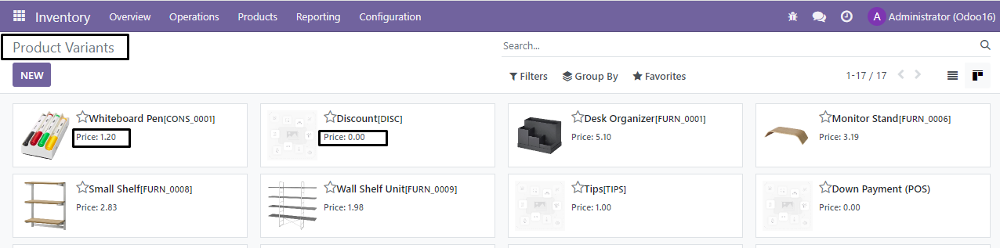 Inventory Overview Operations Products Reporting Configuration A Administrator (Odoo16)
Product Variants Search...
NEW Filters Group By Favorites 1-17 / 17
Whiteboard Pen[CONS_0001] Discount[DISC] Desk Organizer[FURN_0001] Monitor Stand[FURN_0006]
Price: 1.20 Price: 0.00 Price: 5.10 Price: 3.19
Small Shelf[FURN_0008] Wall Shelf Unit[FURN_0009] Tips[TIPS] Down Payment (POS)
Price: 2.83 Price: 1.98 Price: 1.00 Price: 0.00